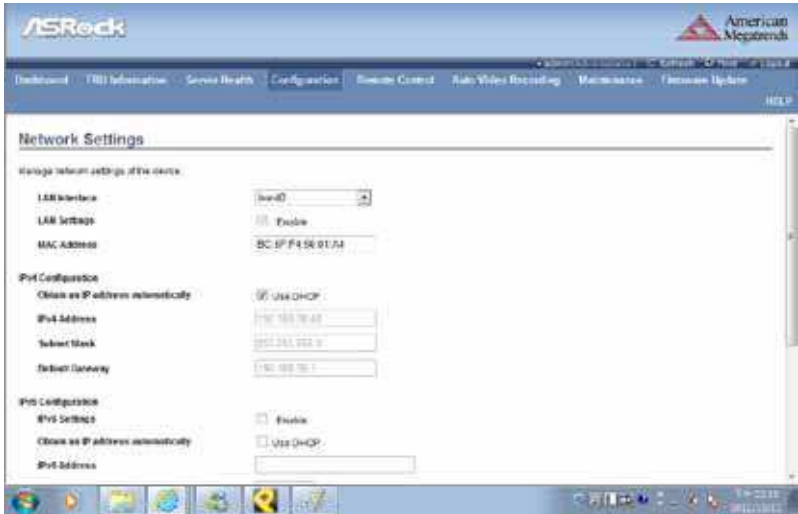 ASRock
American
Megatrends
Dashboard FRU Information Server Health Configuration Remote Control Auto Video Recording Maintenance Firmware Update
HELP
Network Settings
Manage network settings of the device.
LAN Interface bond0
LAN Settings Enable
MAC Address
IPv4 Configuration
Obtain an IP address automatically Use DHCP
IPv4 Address
Subnet Mask
Default Gateway
IPv6 Configuration
IPv6 Settings Enable
Obtain an IP address automatically Use DHCP
IPv6 Address